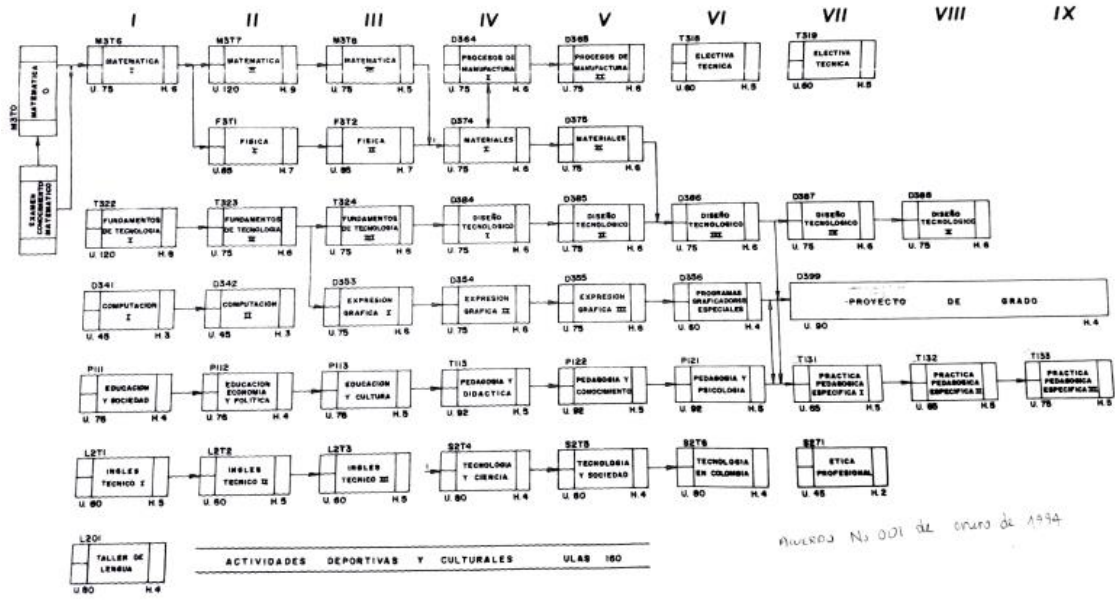 I II III IV V VI VII VIII IX
M3T0
MATEMATICA
0
EXAMEN
CONOCIMIENTO
MATEMATICO
M3T6
MATEMATICA
I
U. 75 H. 6
M3T7
MATEMATICA
II
U. 120 H. 9
M3T8
MATEMATICA
III
U. 75 H. 5
D364
PROCESOS DE
MANUFACTURA
I
U. 75 H. 6
D365
PROCESOS DE
MANUFACTURA
II
U. 75 H. 6
T318
ELECTIVA
TECNICA
U. 60 H. 5
T319
ELECTIVA
TECNICA
U. 60 H. 5
F3T1
FISICA
I
U. 85 H. 7
F3T2
FISICA
II
U. 85 H. 7
D374
MATERIALES
I
U. 75 H. 6
D375
MATERIALES
II
U. 75 H. 6
T322
FUNDAMENTOS
DE TECNOLOGIA
I
U. 120 H. 8
T323
FUNDAMENTOS
DE TECNOLOGIA
II
U. 75 H. 6
T324
FUNDAMENTOS
DE TECNOLOGIA
III
U. 75 H. 6
D384
DISEÑO
TECNOLOGICO
I
U. 75 H. 6
D385
DISEÑO
TECNOLOGICO
II
U. 75 H. 6
D386
DISEÑO
TECNOLOGICO
III
U. 75 H. 6
D387
DISEÑO
TECNOLOGICO
U. 75 H. 6
D388
DISEÑO
TECNOLOGICO
U. 75 H. 6
D341
COMPUTACION
I
U. 45 H. 3
D342
COMPUTACION
II
U. 45 H. 3
D353
EXPRESIÓN
GRAFICA I
U. 75 H. 6
D354
EXPRESION
GRAFICA II
U. 75 H. 6
D355
EXPRESION
GRAFICA III
U. 75 H. 6
D356
PROGRAMAS
GRAFICADORES
ESPECIALES
U. 60 H. 4
D399
PROYECTO DE GRADO
U. 90 H. 4
P111
EDUCACION
Y SOCIEDAD
U. 76 H. 4
P112
EDUCACION
ECONOMIA
Y POLITICA
U. 76 H. 4
P113
EDUCACION
Y CULTURA
U. 76 H. 5
T113
PEDAGOGIA Y
DIDACTICA
U. 92 H. 5
P122
PEDAGOGIA Y
CONOCIMIENTO
U. 92 H. 5
P121
PEDAGOGIA Y
PSICOLOGIA
U. 92 H. 5
T131
PRACTICA
PEDAGOGICA
ESPECIFICA I
U. 65 H. 5
T132
PRACTICA
PEDAGOGICA
ESPECIFICA II
U. 65 H. 5
T133
PRACTICA
PEDAGOGICA
ESPECIFICA III
U. 75 H. 5
L2T1
INGLES
TECNICO I
U. 60 H. 5
L2T2
INGLES
TECNICO II
U. 60 H. 5
L2T3
INGLES
TECNICO III
U. 60 H. 5
S2T4
TECNOLOGIA
Y CIENCIA
U. 80 H. 4
S2T5
TECNOLOGIA
Y SOCIEDAD
U. 80 H. 4
S2T6
TECNOLOGIA
EN COLOMBIA
U. 80 H. 4
S2T1
ETICA
PROFESIONAL
U. 45 H. 2
L201
TALLER DE
LENGUA
U. 80 H. 4
ACTIVIDADES DEPORTIVAS Y CULTURALES ULAS 160
ACUERDO No 001 de enero de 1994